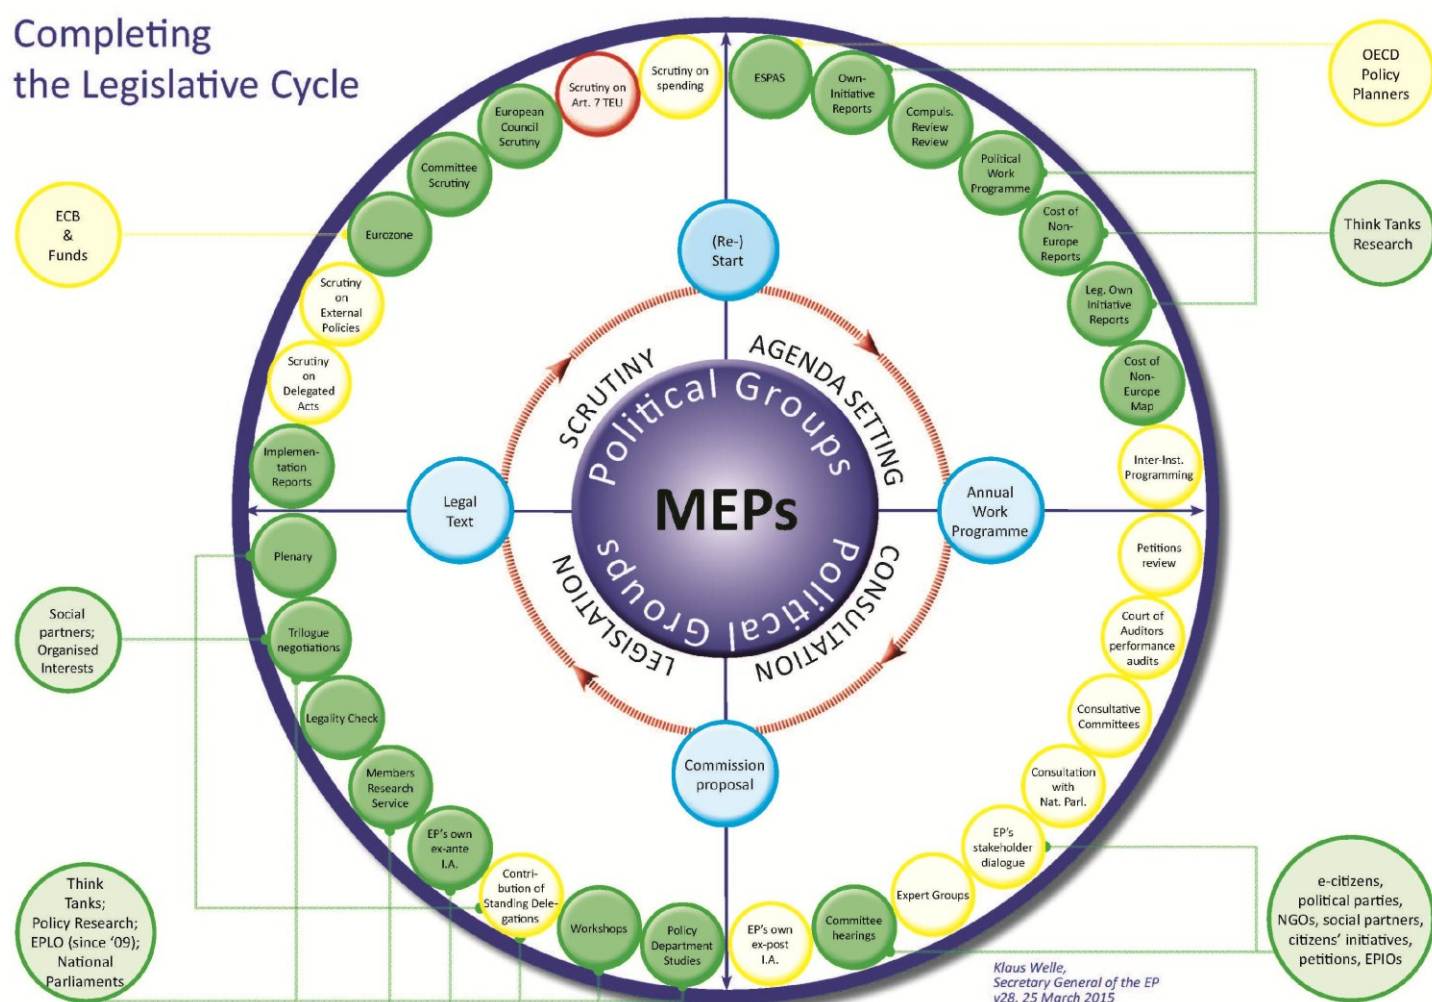 Completing
the Legislative Cycle
Scrutiny on
Art. 7 TEU
Scrutiny on
spending
ESPAS
Own-
Initiative
Reports
Compuls.
Review
Review
Political
Work
Programme
Cost of
Non-
Europe
Reports
Leg. Own
Initiative
Reports
Cost of
Non-
Europe
Map
Inter-Inst.
Programming
OECD
Policy
Planners
Think Tanks
Research
European
Council
Scrutiny
Committee
Scrutiny
Eurozone
ECB
&
Funds
Scrutiny
on
External
Policies
Scrutiny
on
Delegated
Acts
Implemen-
tation
Reports
(Re-)
Start
SCRUTINY
AGENDA SETTING
Political Groups
MEPs
Political Groups
Legal
Text
Annual
Work
Programme
LEGISLATION
CONSULTATION
Commission
proposal
Petitions
review
Court of
Auditors
performance
audits
Consultative
Committees
Consultation
with
Nat. Parl.
EP's
stakeholder
dialogue
Expert Groups
Committee
hearings
EP's own
ex-post
I.A.
Plenary
Trilogue
negotiations
Legality Check
Members
Research
Service
EP's own
ex-ante
I.A.
Contri-
bution of
Standing Dele-
gations
Workshops
Policy
Department
Studies
Social
partners;
Organised
Interests
Think
Tanks;
Policy Research;
EPLO (since ‘09);
National
Parliaments
e-citizens,
political parties,
NGOs, social partners,
citizens’ initiatives,
petitions, EPIOs
Klaus Welle,
Secretary General of the EP
v28, 25 March 2015